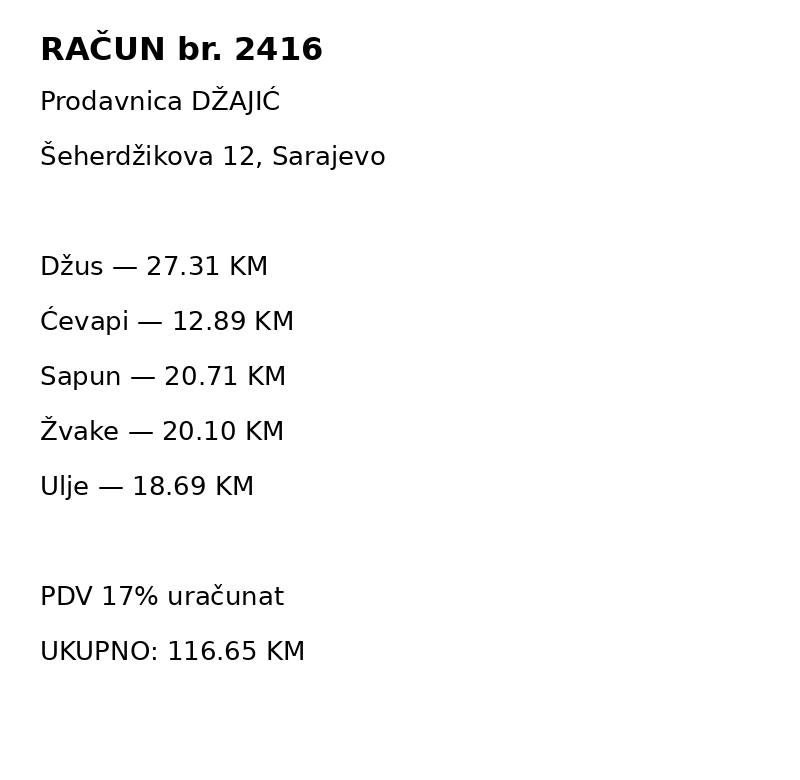 RAČUN br. 2416
Prodavnica DŽAJIĆ
Šeherdžikova 12, Sarajevo
Džus — 27.31 KM
Ćevapi — 12.89 KM
Sapun — 20.71 KM
Žvake — 20.10 KM
Ulje — 18.69 KM
PDV 17% uračunat
UKUPNO: 116.65 KM